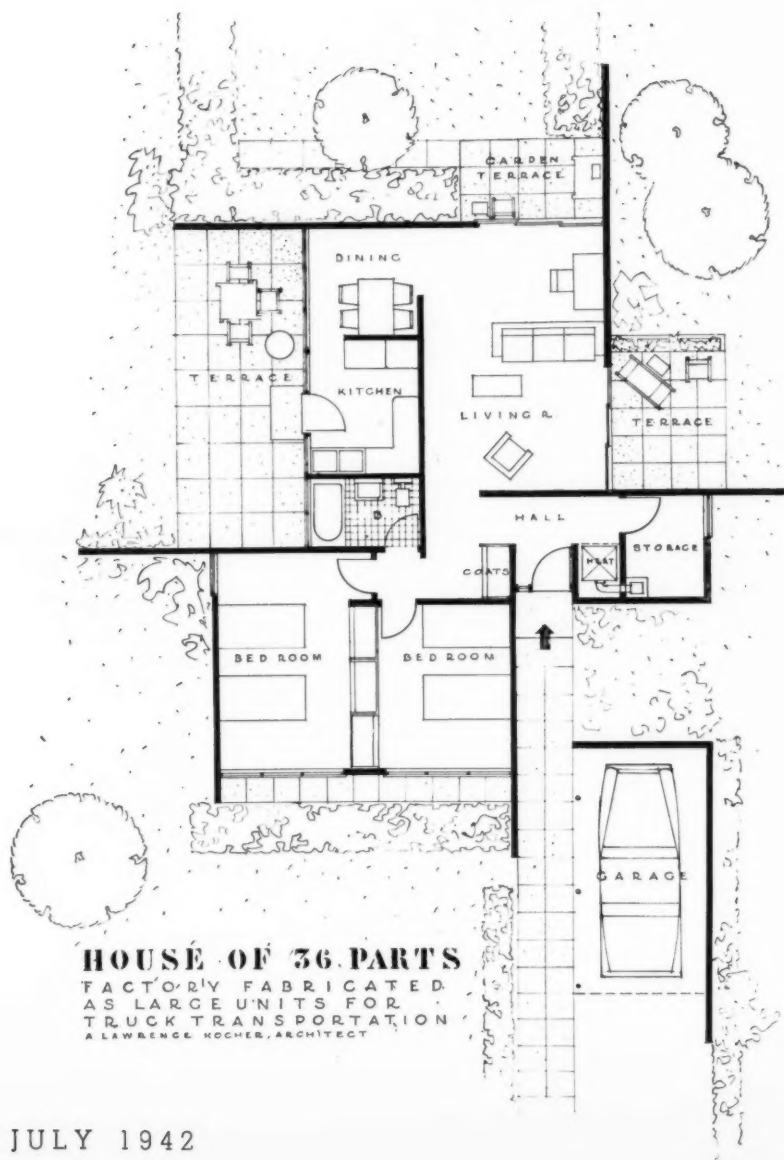 GARDEN
TERRACE
DINING
TERRACE
KITCHEN
LIVING R.
TERRACE
B
HALL
COATS
HEAT
STORAGE
BED ROOM
BED ROOM
GARAGE
HOUSE OF 36 PARTS
FACTORY FABRICATED
AS LARGE UNITS FOR
TRUCK TRANSPORTATION
A LAWRENCE KOCHER, ARCHITECT
JULY 1942